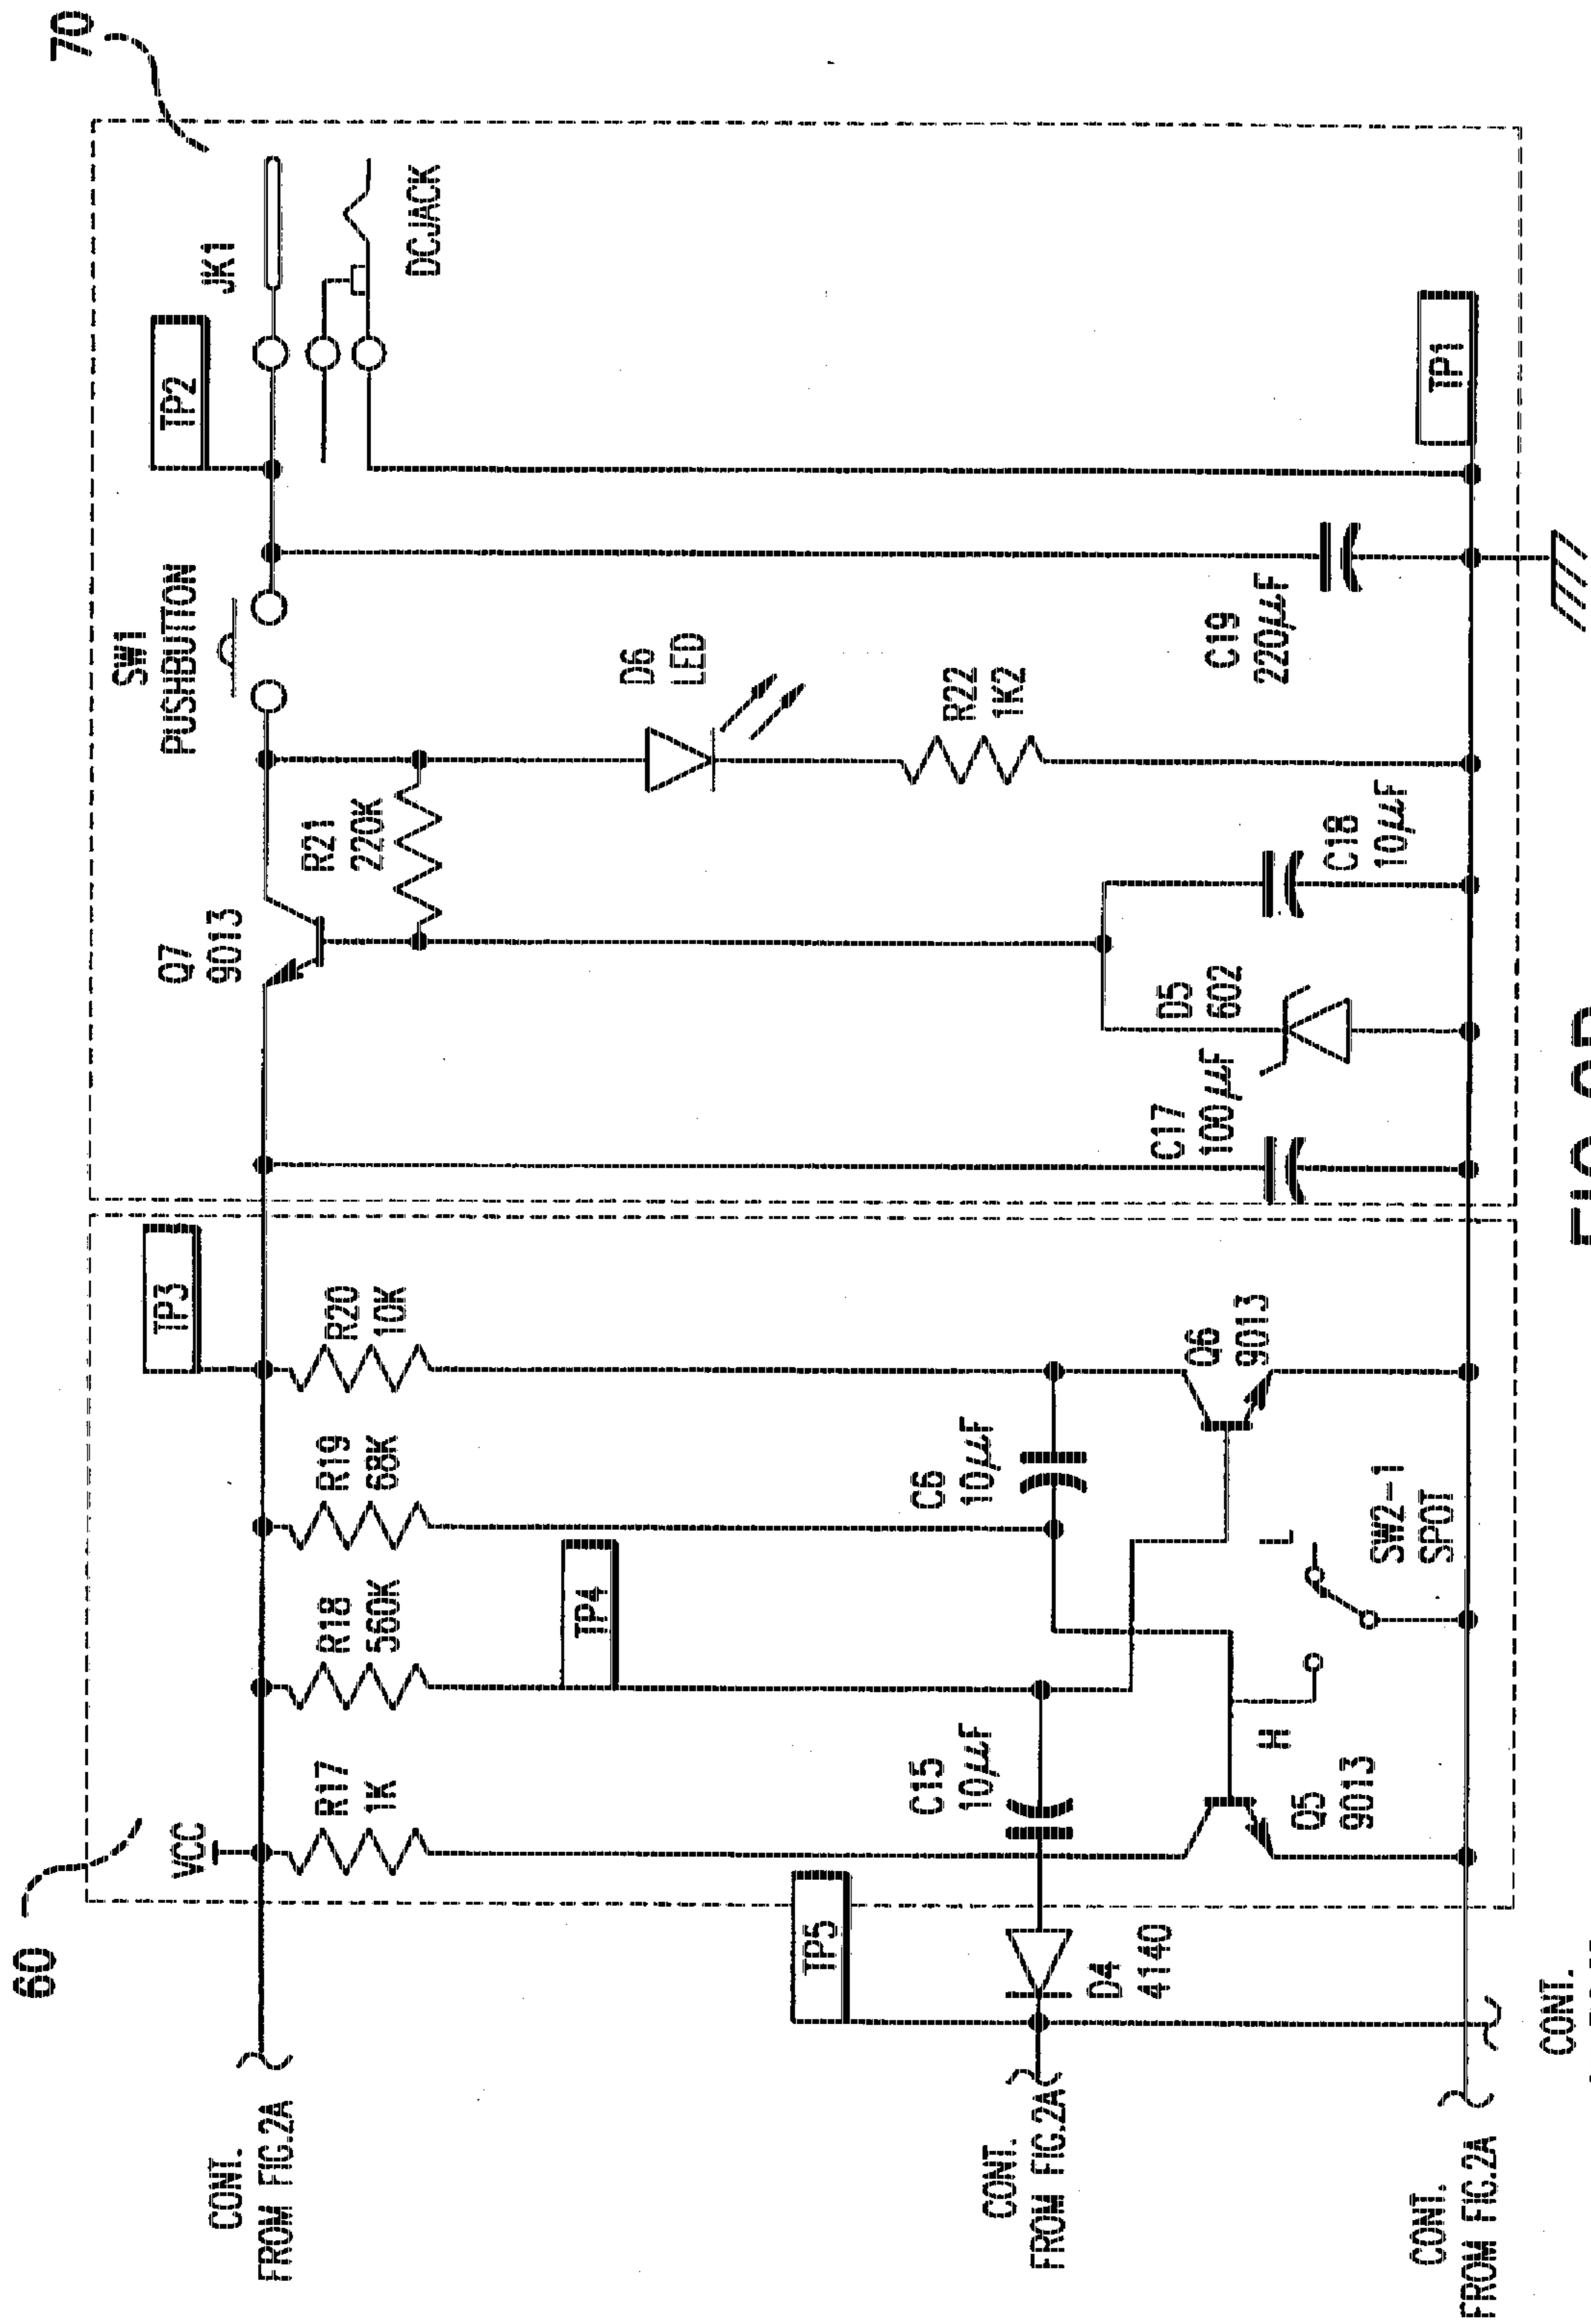 60
70
VCC
TP3
TP2
JK1
SW1
PUSHBUTTON
Q7
9013
R17
1K
R18
560K
R19
68K
R20
10K
R21
220K
DCJACK
TP4
D6
LED
TP5
C15
10μF
C6
10μF
R22
1K2
D4
4140
C17
100μF
D5
602
C19
220μF
Q5
9013
H
L
Q6
9013
C18
10μF
SW2-1
SPOT
TP1
CONT.
FROM FIG.2A
CONT.
FROM FIG.2A
CONT.
FROM FIG.2A
CONT.